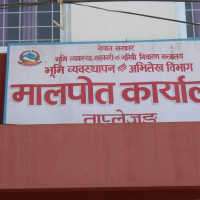 नेपाल सरकार
भूमि व्यवस्था, सहकारी तथा गरिबी निवारण मन्त्रालय
भूमि व्यवस्थापन तथा अभिलेख विभाग
मालपोत कार्याल
ताप्लेजुङ